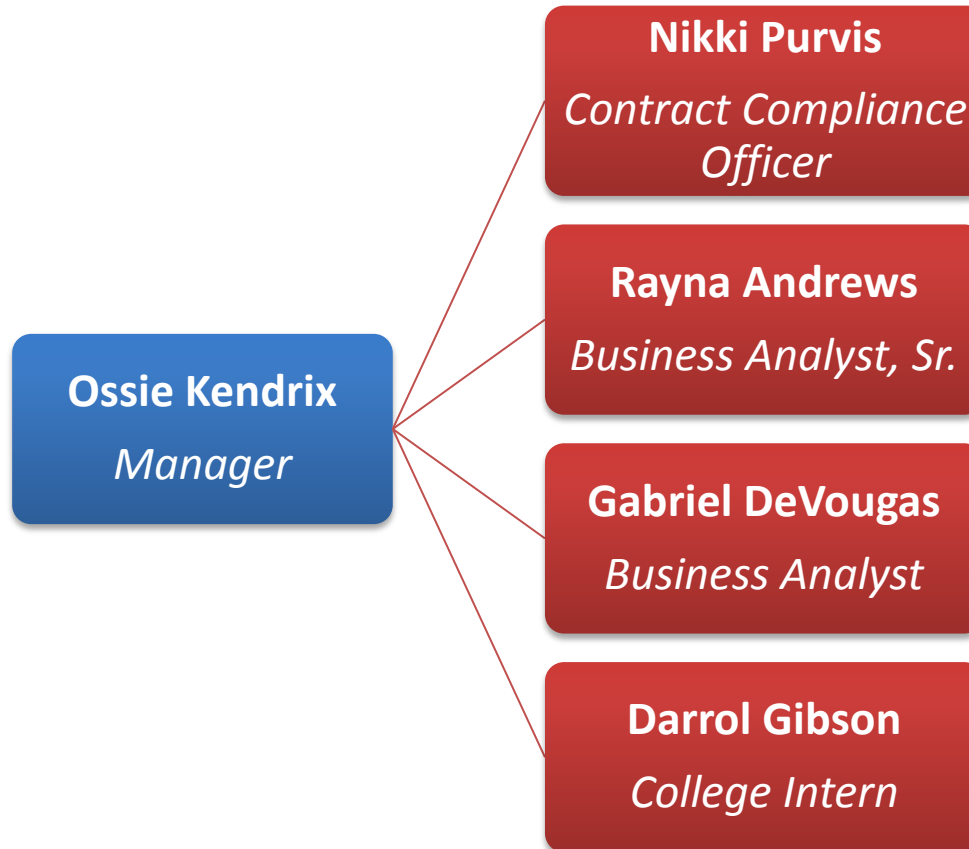 Nikki Purvis
Contract Compliance
Officer
Rayna Andrews
Business Analyst, Sr.
Ossie Kendrix
Manager
Gabriel DeVougas
Business Analyst
Darrol Gibson
College Intern